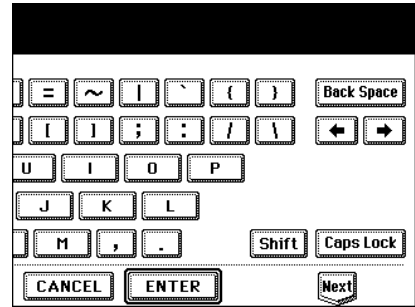 = ~ | ` { } Back Space
[ ] ; : / \ ← →
U I O P
J K L
M , . Shift Caps Lock
CANCEL ENTER Next